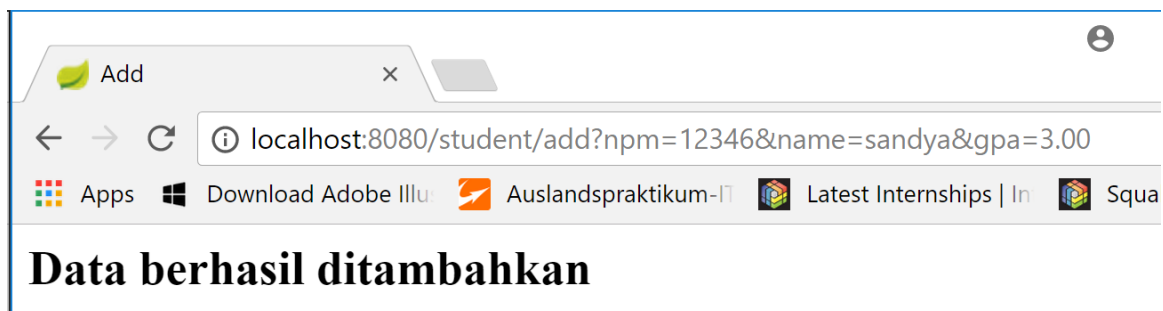 Add
localhost:8080/student/add?npm=12346&name=sandya&gpa=3.00
Apps Download Adobe Illu Auslandspraktikum-IT Latest Internships | In Squa
Data berhasil ditambahkan